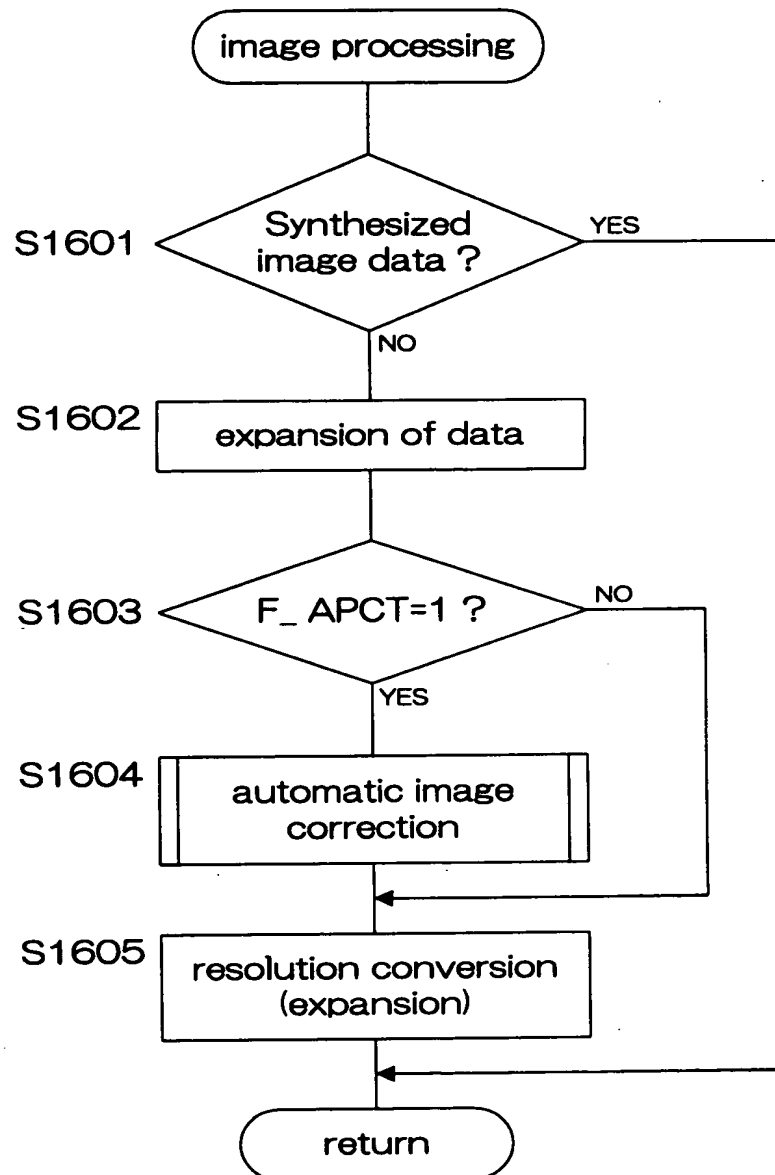 image processing
S1601
Synthesized
image data ?
YES
NO
S1602
expansion of data
S1603
F_ APCT=1 ?
NO
YES
S1604
automatic image
correction
S1605
resolution conversion
(expansion)
return